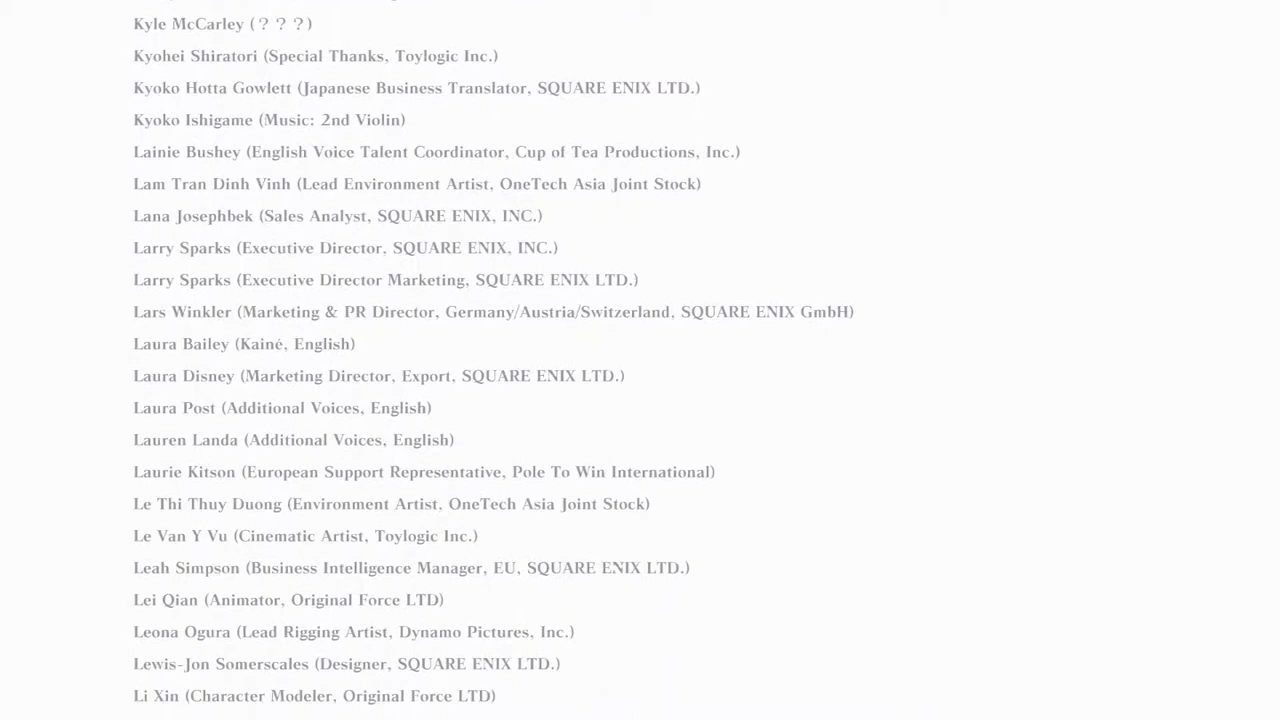 Kyle McCarley (？？？)
Kyohei Shiratori (Special Thanks, Toylogic Inc.)
Kyoko Hotta Gowlett (Japanese Business Translator, SQUARE ENIX LTD.)
Kyoko Ishigame (Music: 2nd Violin)
Lainie Bushey (English Voice Talent Coordinator, Cup of Tea Productions, Inc.)
Lam Tran Dinh Vinh (Lead Environment Artist, OneTech Asia Joint Stock)
Lana Josephbek (Sales Analyst, SQUARE ENIX, INC.)
Larry Sparks (Executive Director, SQUARE ENIX, INC.)
Larry Sparks (Executive Director Marketing, SQUARE ENIX LTD.)
Lars Winkler (Marketing & PR Director, Germany/Austria/Switzerland, SQUARE ENIX GmbH)
Laura Bailey (Kainé, English)
Laura Disney (Marketing Director, Export, SQUARE ENIX LTD.)
Laura Post (Additional Voices, English)
Lauren Landa (Additional Voices, English)
Laurie Kitson (European Support Representative, Pole To Win International)
Le Thi Thuy Duong (Environment Artist, OneTech Asia Joint Stock)
Le Van Y Vu (Cinematic Artist, Toylogic Inc.)
Leah Simpson (Business Intelligence Manager, EU, SQUARE ENIX LTD.)
Lei Qian (Animator, Original Force LTD)
Leona Ogura (Lead Rigging Artist, Dynamo Pictures, Inc.)
Lewis-Jon Somerscales (Designer, SQUARE ENIX LTD.)
Li Xin (Character Modeler, Original Force LTD)